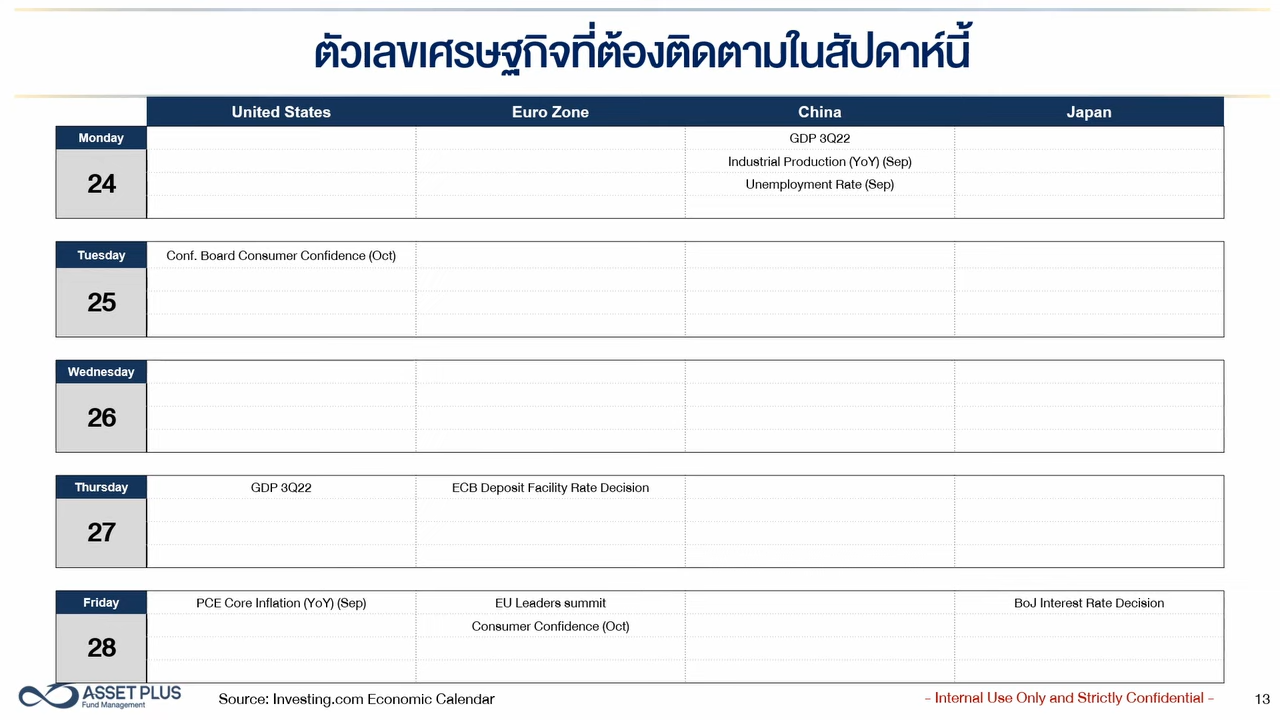 ตัวเลขเศรษฐกิจที่ต้องติดตามในสัปดาห์นี้
United States Euro Zone China Japan
Monday GDP 3Q22
Industrial Production (YoY) (Sep)
24 Unemployment Rate (Sep)
Tuesday Conf. Board Consumer Confidence (Oct)
25
Wednesday
26
Thursday GDP 3Q22 ECB Deposit Facility Rate Decision
27
Friday PCE Core Inflation (YoY) (Sep) EU Leaders summit BoJ Interest Rate Decision
Consumer Confidence (Oct)
28
ASSET PLUS
Fund Management
Source: Investing.com Economic Calendar
- Internal Use Only and Strictly Confidential -
13